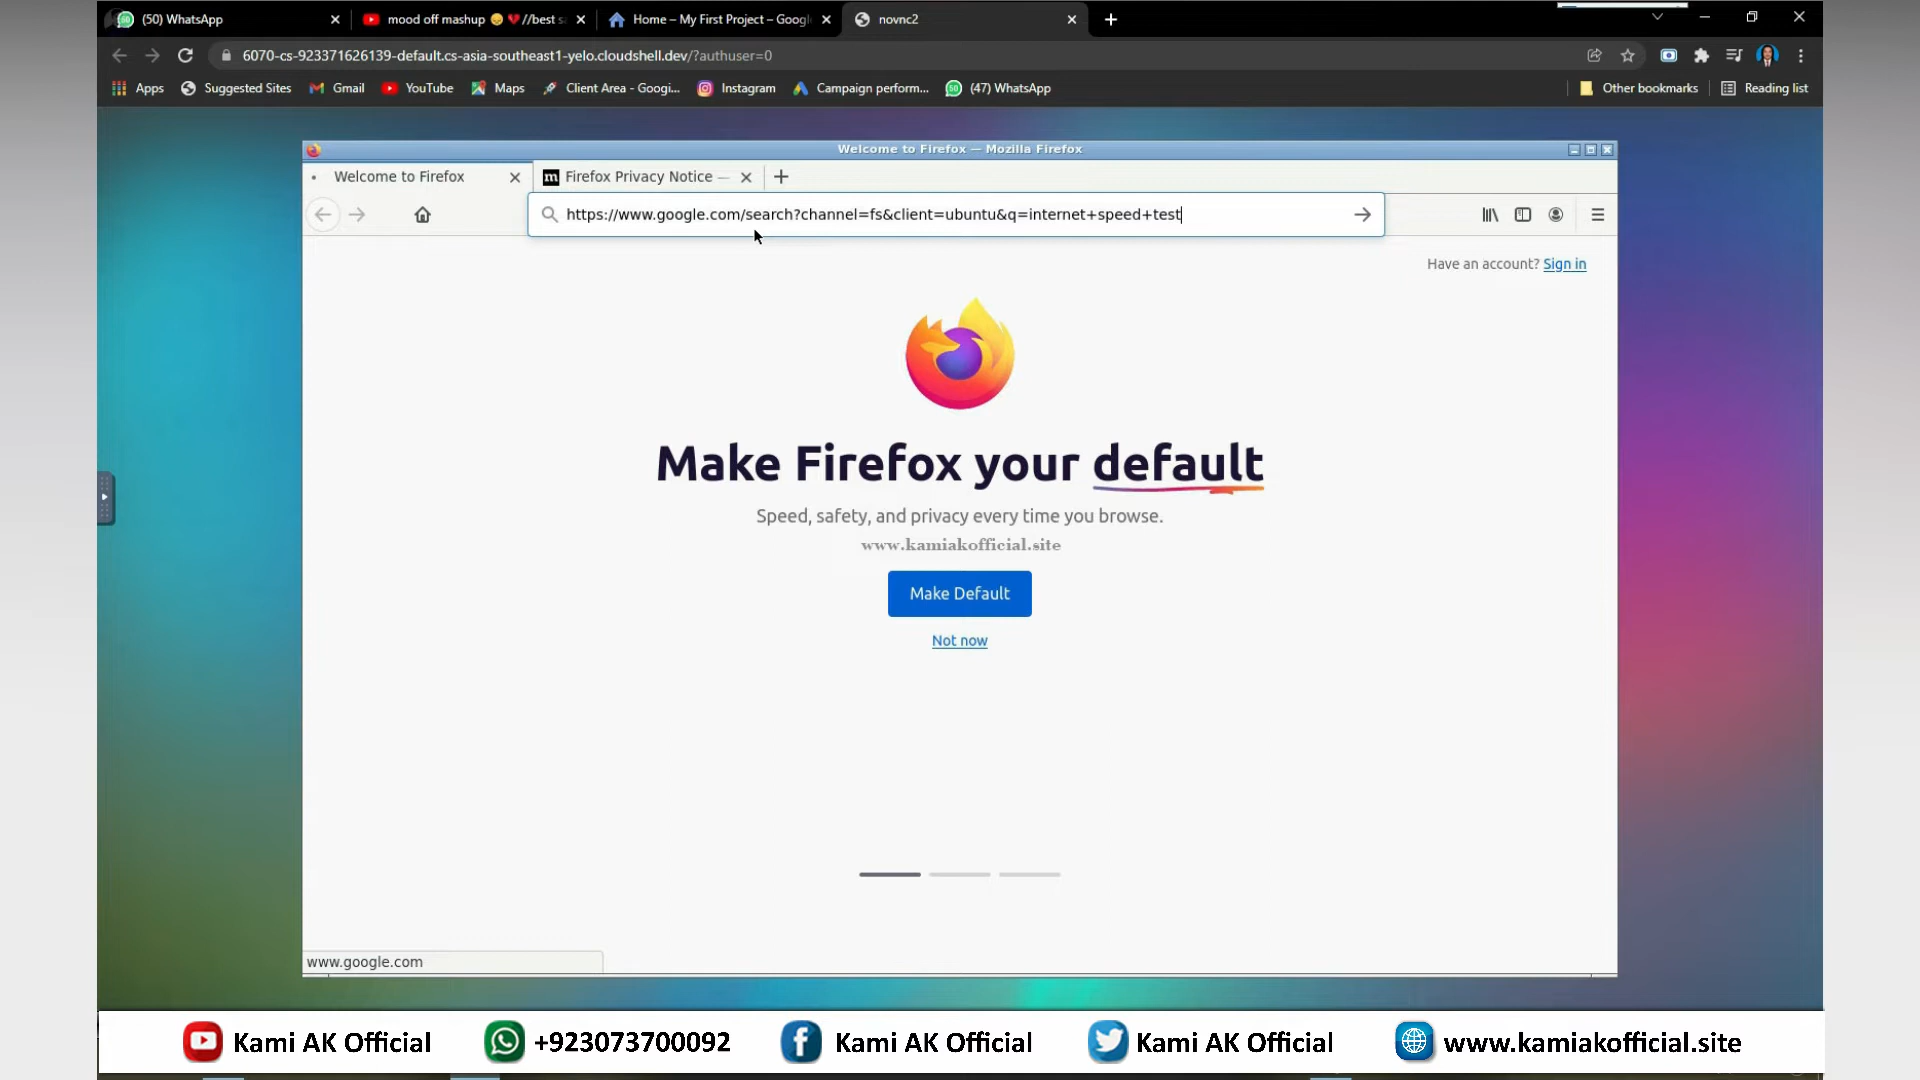 (50) WhatsApp
mood off mashup 😔 💔//best s
Home – My First Project – Googl
novnc2
6070-cs-923371626139-default.cs-asia-southeast1-yelo.cloudshell.dev/?authuser=0
Apps
Suggested Sites
Gmail
YouTube
Maps
Client Area - Googi...
Instagram
Campaign perform...
(47) WhatsApp
Other bookmarks
Reading list
Welcome to Firefox — Mozilla Firefox
Welcome to Firefox
m Firefox Privacy Notice —
https://www.google.com/search?channel=fs&client=ubuntu&q=internet+speed+test
Have an account? Sign in
Make Firefox your default
Speed, safety, and privacy every time you browse.
www.kamiakofficial.site
Make Default
Not now
www.google.com
Kami AK Official
+923073700092
Kami AK Official
Kami AK Official
www.kamiakofficial.site